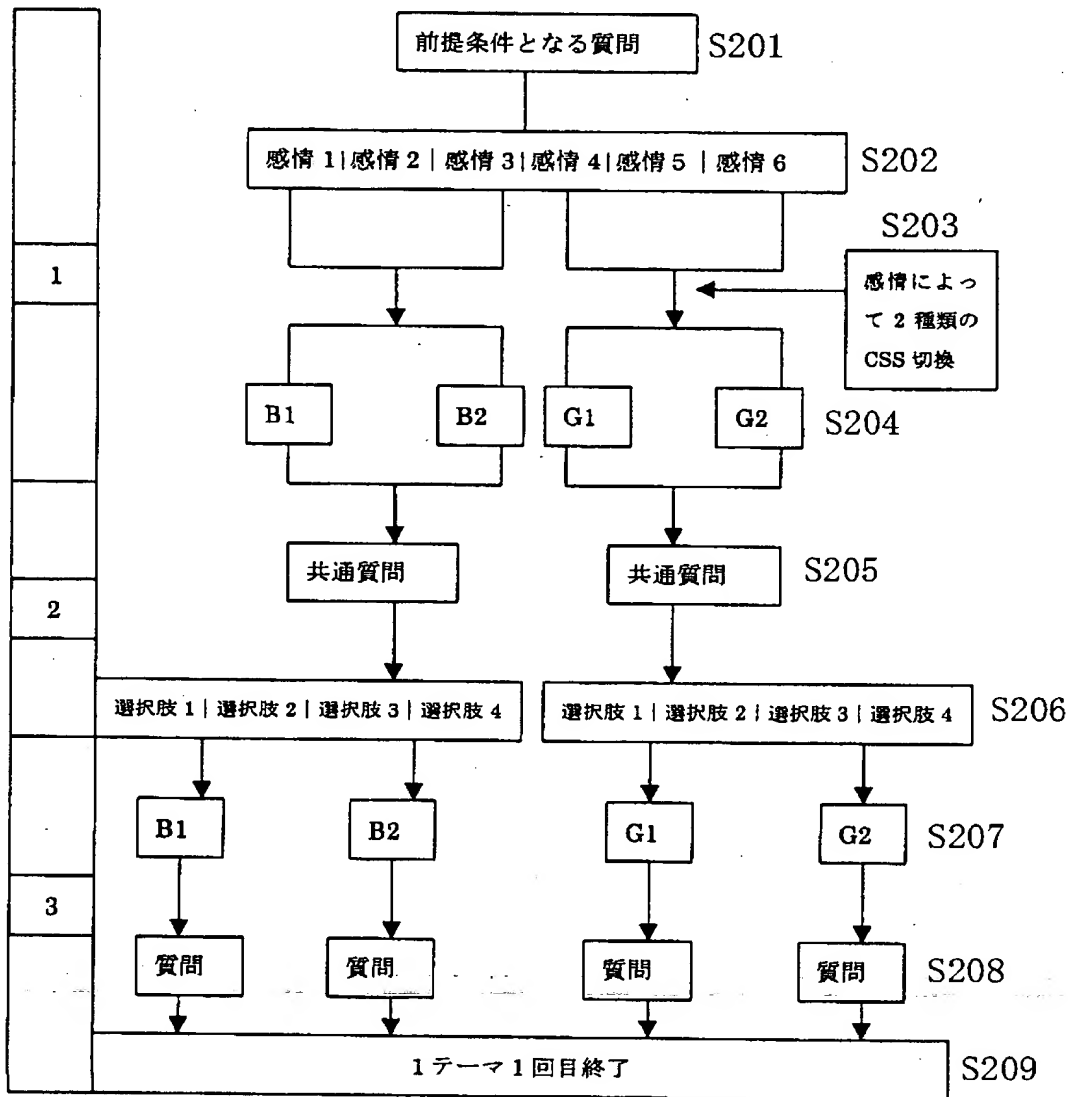 前提条件となる質問 S201
感情1|感情2|感情3|感情4|感情5|感情6 S202
S203
1
感情によっ
て2種類の
CSS切換
B1 B2 G1 G2 S204
共通質問 共通質問 S205
2
選択肢1|選択肢2|選択肢3|選択肢4 選択肢1|選択肢2|選択肢3|選択肢4 S206
B1 B2 G1 G2 S207
3
質問 質問 質問 質問 S208
1テーマ1回目終了 S209